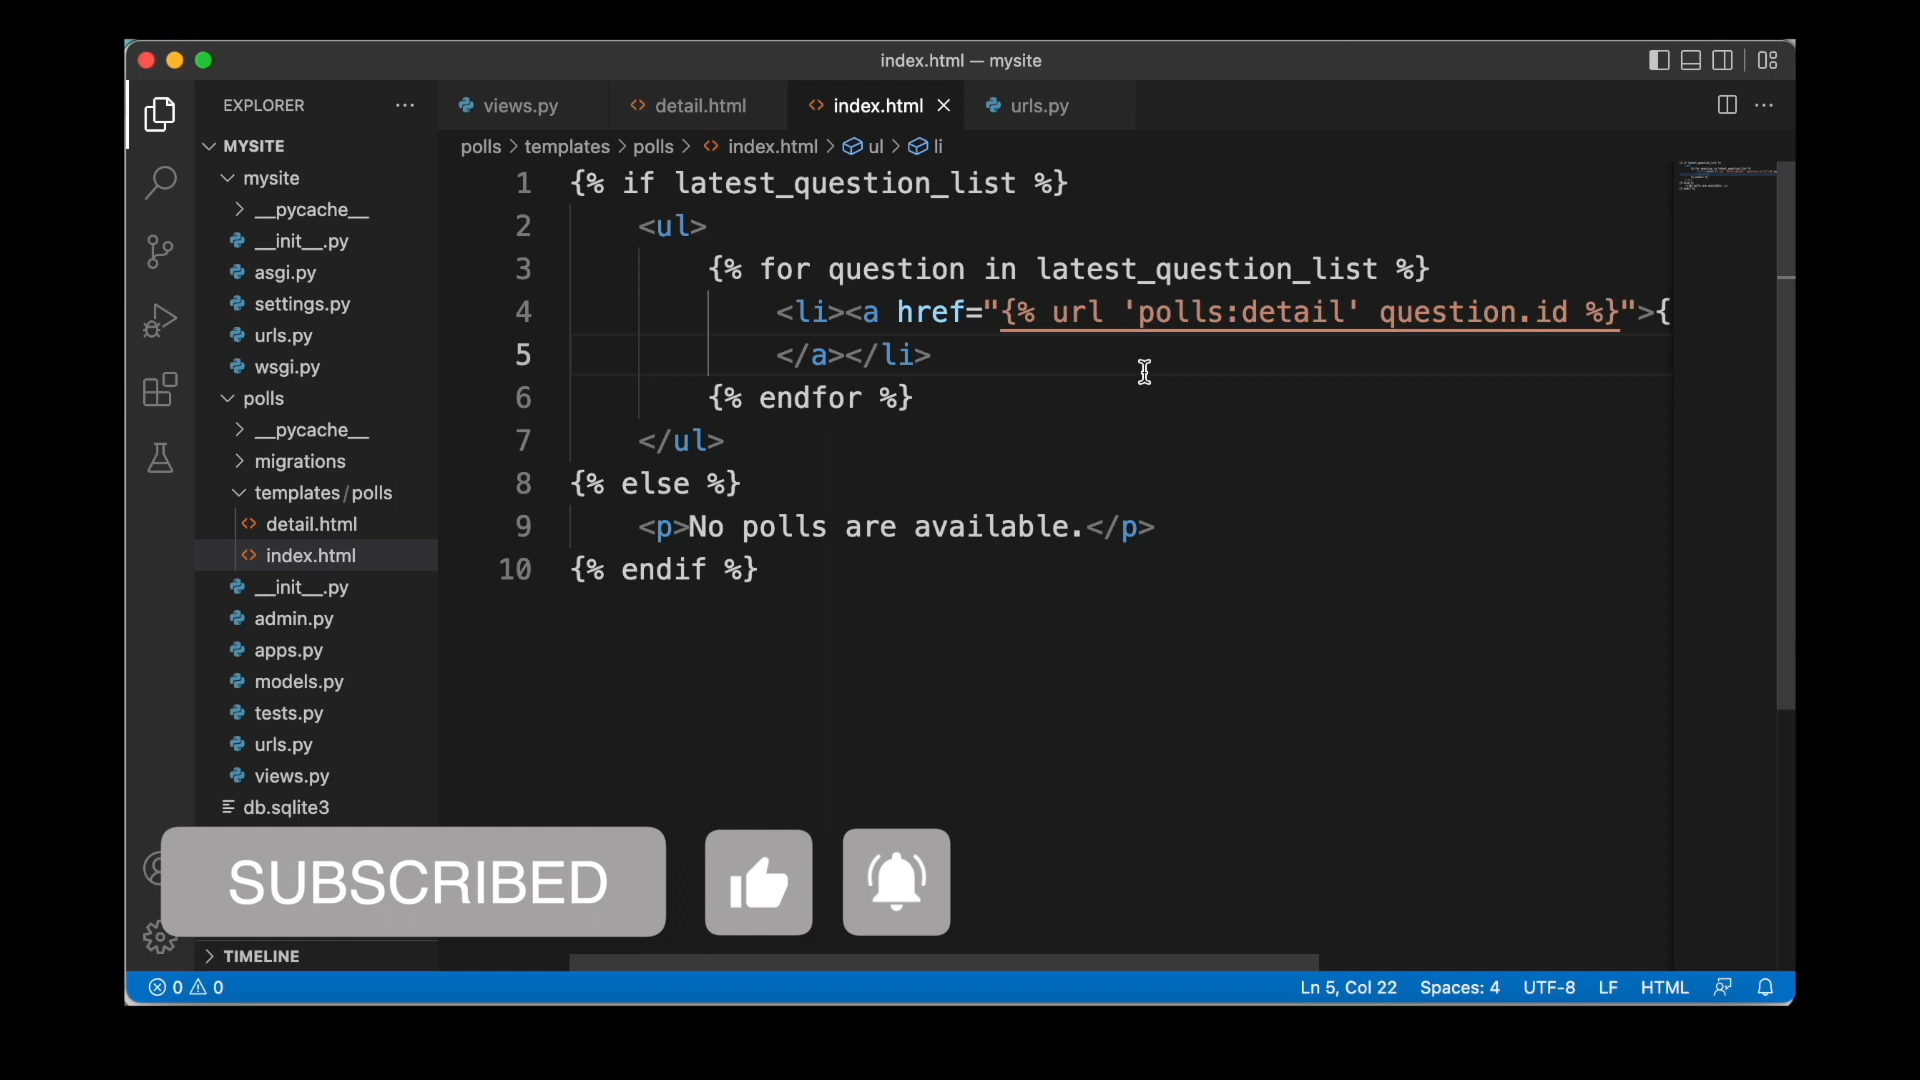 index.html — mysite
EXPLORER
views.py
detail.html
index.html
urls.py
MYSITE
polls > templates > polls > index.html > ul > li
mysite
__pycache__
__init__.py
asgi.py
settings.py
urls.py
wsgi.py
polls
__pycache__
migrations
templates / polls
detail.html
index.html
__init__.py
admin.py
apps.py
models.py
tests.py
urls.py
views.py
db.sqlite3
TIMELINE
1 {% if latest_question_list %}
2 <ul>
3 {% for question in latest_question_list %}
4 <li><a href="{% url 'polls:detail' question.id %}">{
5 </a></li>
6 {% endfor %}
7 </ul>
8 {% else %}
9 <p>No polls are available.</p>
10 {% endif %}
SUBSCRIBED
0 0
Ln 5, Col 22
Spaces: 4
UTF-8
LF
HTML